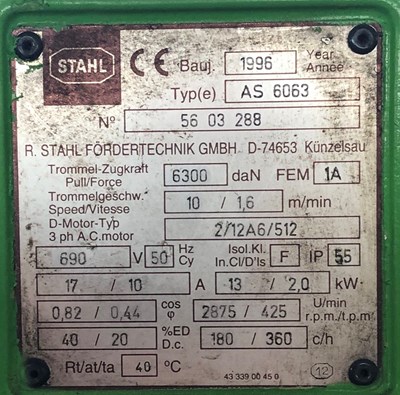 STAHL CE Bauj. 1996 Year Année
Typ(e) AS 6063
Nº 56 03 288
R. STAHL FÖRDERTECHNIK GMBH D-74653 Künzelsau
Trommel-Zugkraft
Pull/Force 6300 daN FEM 1A
Trommelgeschw.
Speed/Vitesse 10 / 1,6 m/min
D-Motor-Typ
3 ph A.C.motor 2/12A6/512
690 V 50 Hz Cy Isol.Kl. In.Cl/D'Is F IP 55
17 / 10 A 13 / 2,0 kW
0,82 / 0,44 cos φ 2875 / 425 U/min r.p.m./t.p.m
40 / 20 %ED D.c. 180 / 360 c/h
Rt/at/ta 40 °C 43 339 00 45 0 12